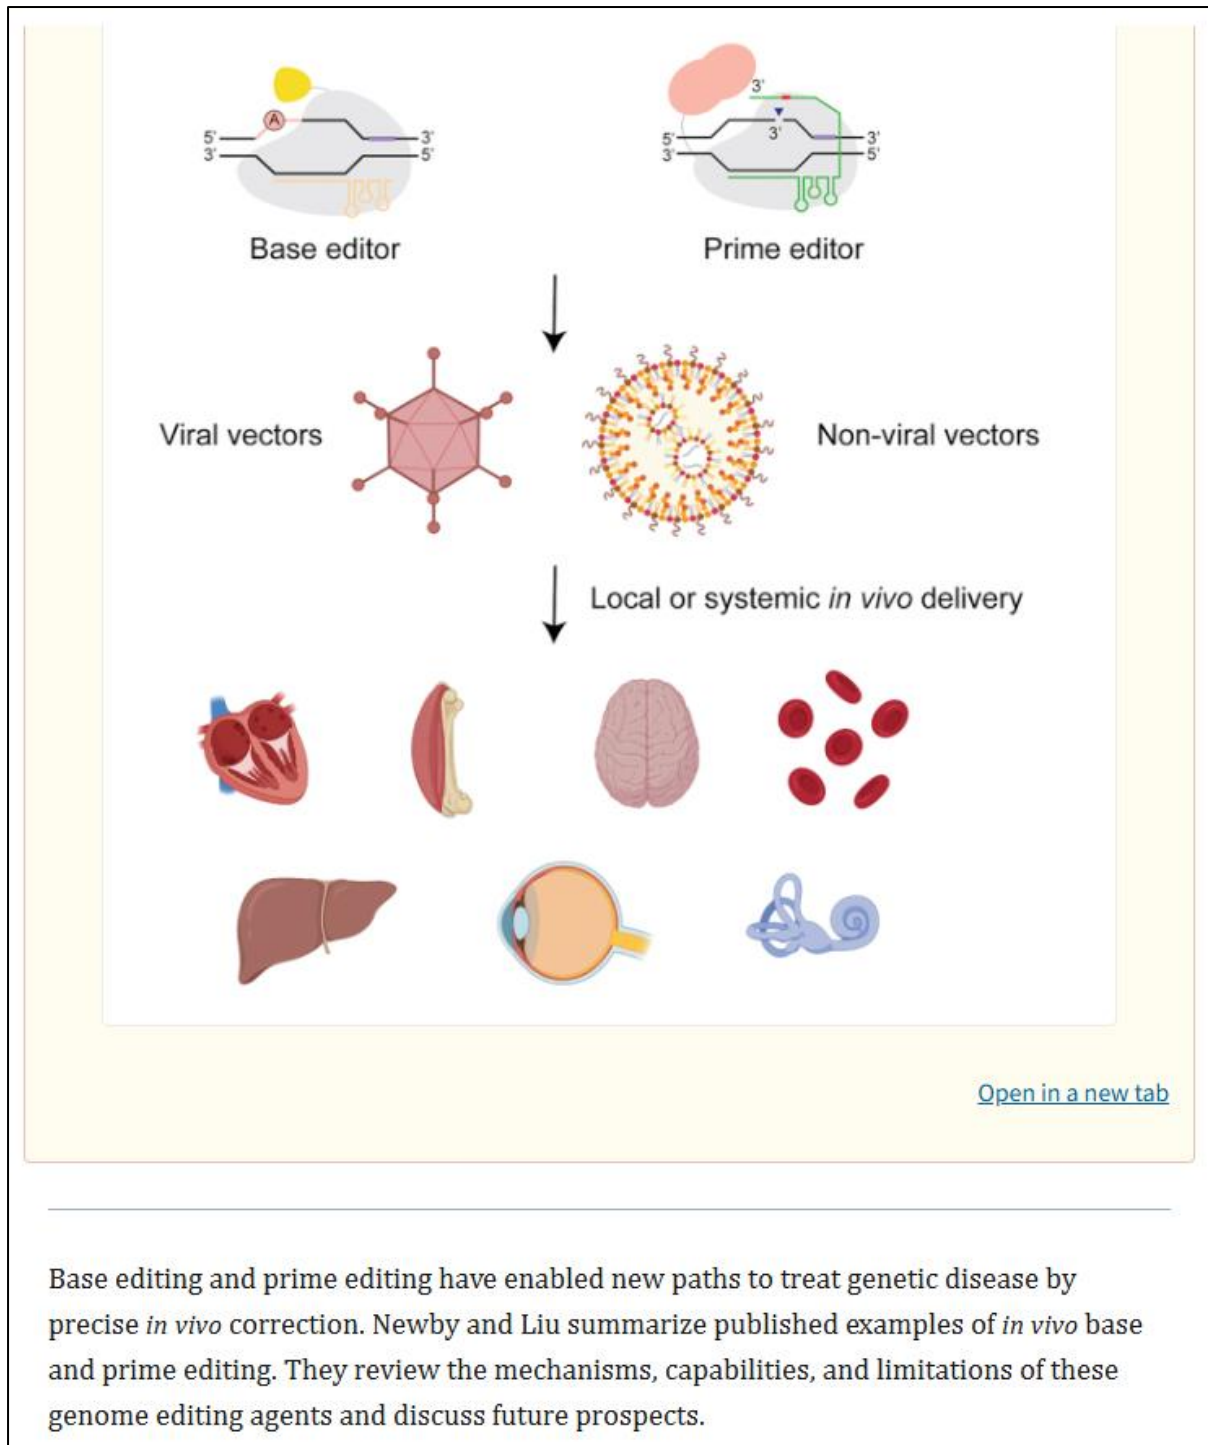 3'
A
5' 3'
3' 5'
3'
5' 3'
3' 5'
Base editor
Prime editor
Viral vectors
Non-viral vectors
Local or systemic in vivo delivery
Open in a new tab
Base editing and prime editing have enabled new paths to treat genetic disease by
precise in vivo correction. Newby and Liu summarize published examples of in vivo base
and prime editing. They review the mechanisms, capabilities, and limitations of these
genome editing agents and discuss future prospects.